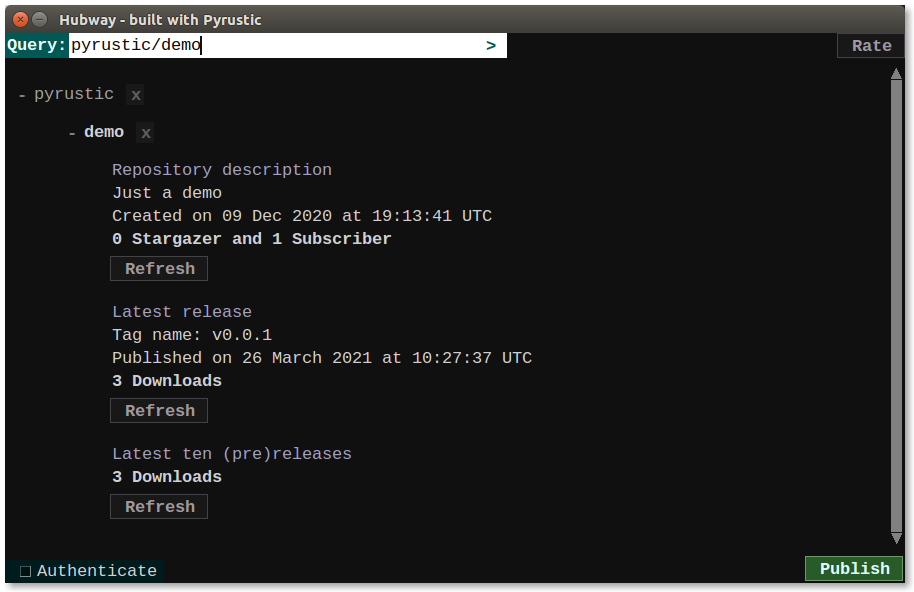 Hubway - built with Pyrustic
Query: pyrustic/demo >
Rate
- pyrustic x
- demo x
Repository description
Just a demo
Created on 09 Dec 2020 at 19:13:41 UTC
0 Stargazer and 1 Subscriber
Refresh
Latest release
Tag name: v0.0.1
Published on 26 March 2021 at 10:27:37 UTC
3 Downloads
Refresh
Latest ten (pre)releases
3 Downloads
Refresh
Authenticate
Publish